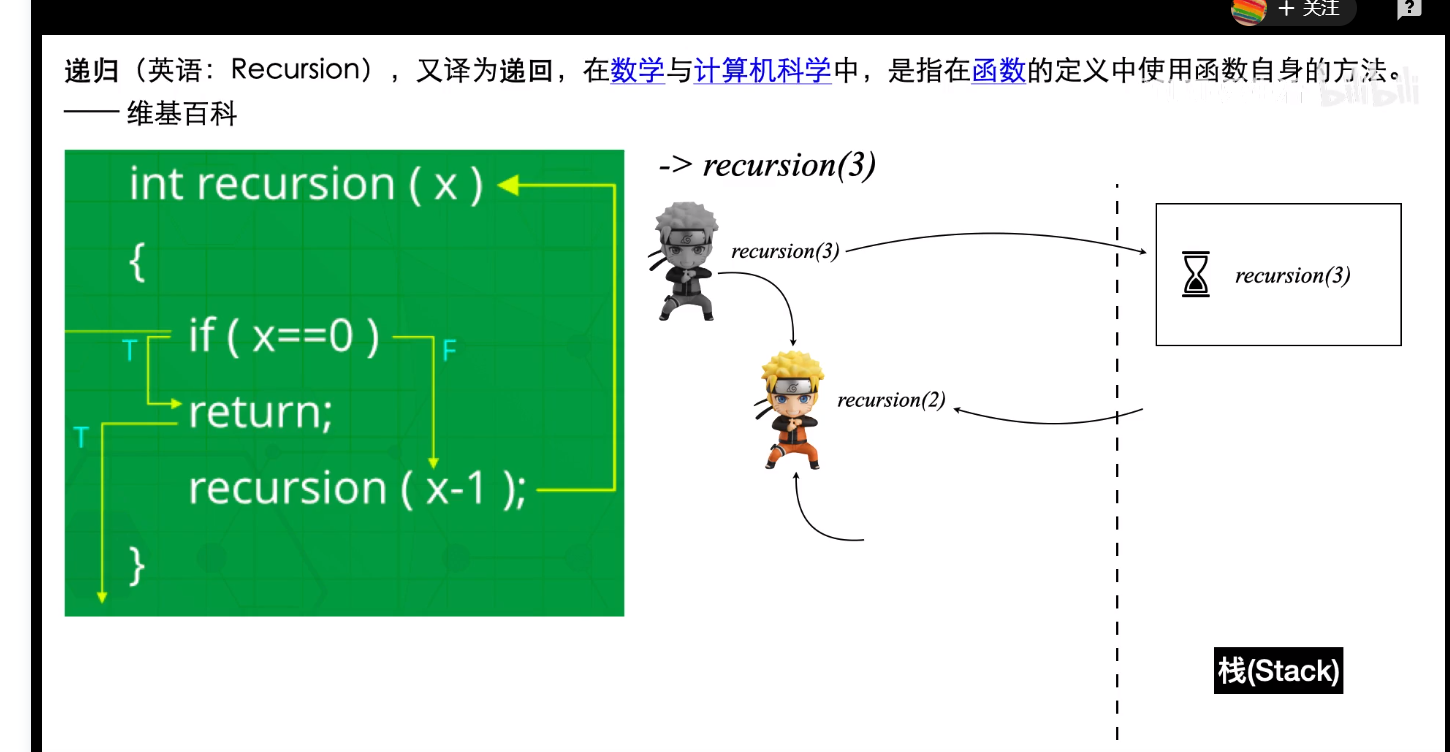 + 关注
?
递归（英语：Recursion），又译为递回，在数学与计算机科学中，是指在函数的定义中使用函数自身的方法。
—— 维基百科
bilibili
int recursion ( x )
{
if ( x==0 )
T
F
return;
T
recursion ( x-1 );
}
-> recursion(3)
recursion(3)
recursion(3)
recursion(2)
栈(Stack)